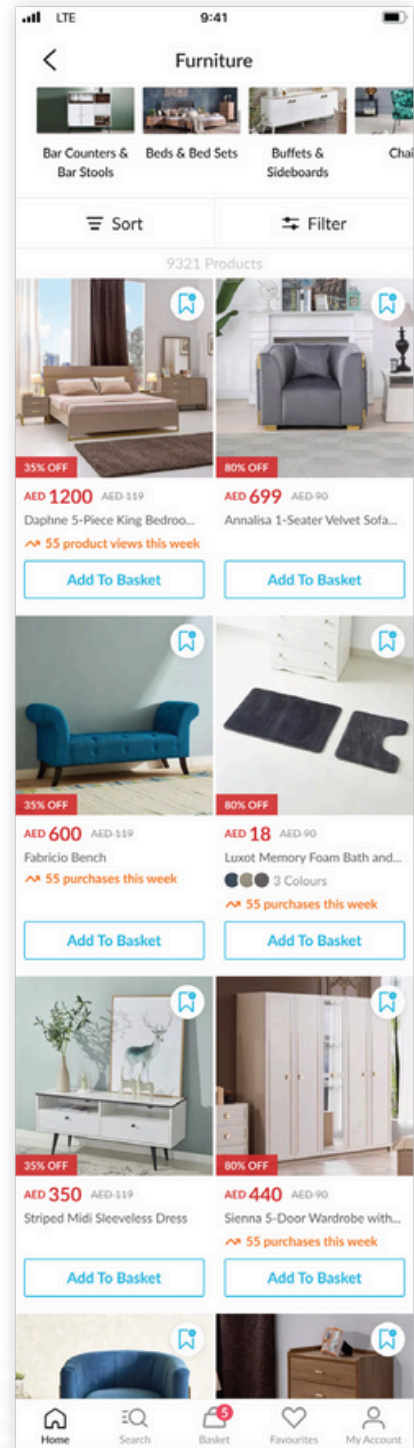 LTE 9:41
Furniture
Bar Counters &
Bar Stools
Beds & Bed Sets
Buffets &
Sideboards
Chai
Sort
Filter
9321 Products
35% OFF
AED 1200 AED 119
Daphne 5-Piece King Bedroo...
55 product views this week
Add To Basket
80% OFF
AED 699 AED 90
Annalisa 1-Seater Velvet Sofa...
Add To Basket
35% OFF
AED 600 AED 119
Fabricio Bench
55 purchases this week
Add To Basket
80% OFF
AED 18 AED 90
Luxot Memory Foam Bath and...
3 Colours
55 purchases this week
Add To Basket
35% OFF
AED 350 AED 119
Striped Midi Sleeveless Dress
Add To Basket
80% OFF
AED 440 AED 90
Sienna 5-Door Wardrobe with...
55 purchases this week
Add To Basket
Home
Search
5
Basket
Favourites
My Account